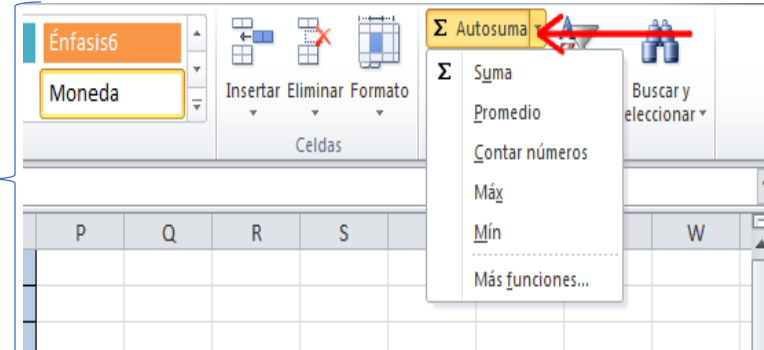 Énfasis6
Moneda
Insertar Eliminar Formato
Celdas
Σ Autosuma
Σ Suma
Promedio
Contar números
Máx
Mín
Más funciones...
Buscar y
eleccionar
P Q R S W